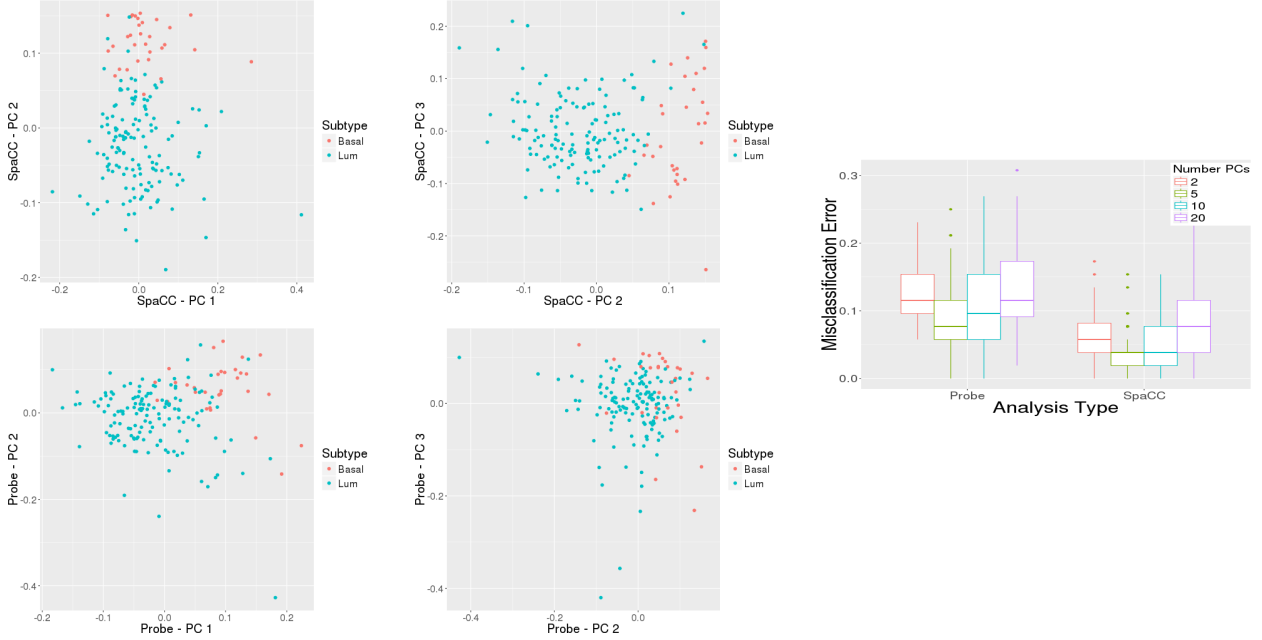 0.1
0.0
-0.1
-0.2
-0.2
0.0
0.2
0.4
SpaCC - PC 1
SpaCC - PC 2
Subtype
Basal
Lum
0.2
0.1
0.0
-0.1
-0.2
-0.2
-0.1
0.0
0.1
SpaCC - PC 2
SpaCC - PC 3
Subtype
Basal
Lum
0.0
-0.2
-0.4
-0.2
-0.1
0.0
0.1
0.2
Probe - PC 1
Probe - PC 2
Subtype
Basal
Lum
0.0
-0.2
-0.4
-0.4
-0.2
0.0
Probe - PC 2
Probe - PC 3
Subtype
Basal
Lum
0.3
0.2
0.1
0.0
Misclassification Error
Probe
SpaCC
Analysis Type
Number PCs
2
5
10
20